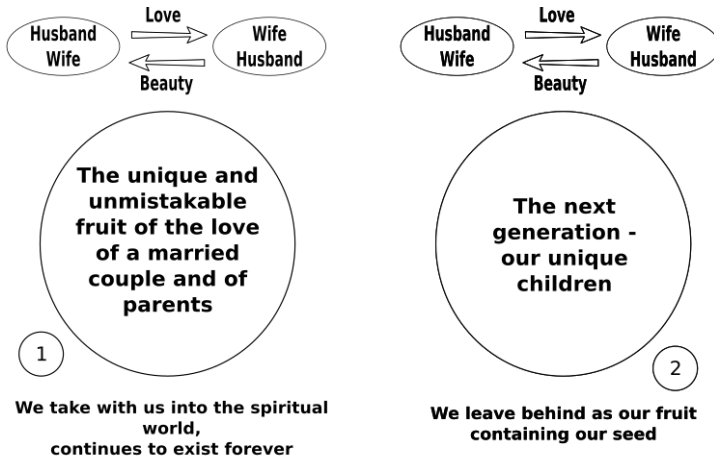 Love
Husband
Wife
Wife
Husband
Beauty
The unique and
unmistakable
fruit of the love
of a married
couple and of
parents
1
We take with us into the spiritual
world,
continues to exist forever
Love
Husband
Wife
Wife
Husband
Beauty
The next
generation -
our unique
children
2
We leave behind as our fruit
containing our seed